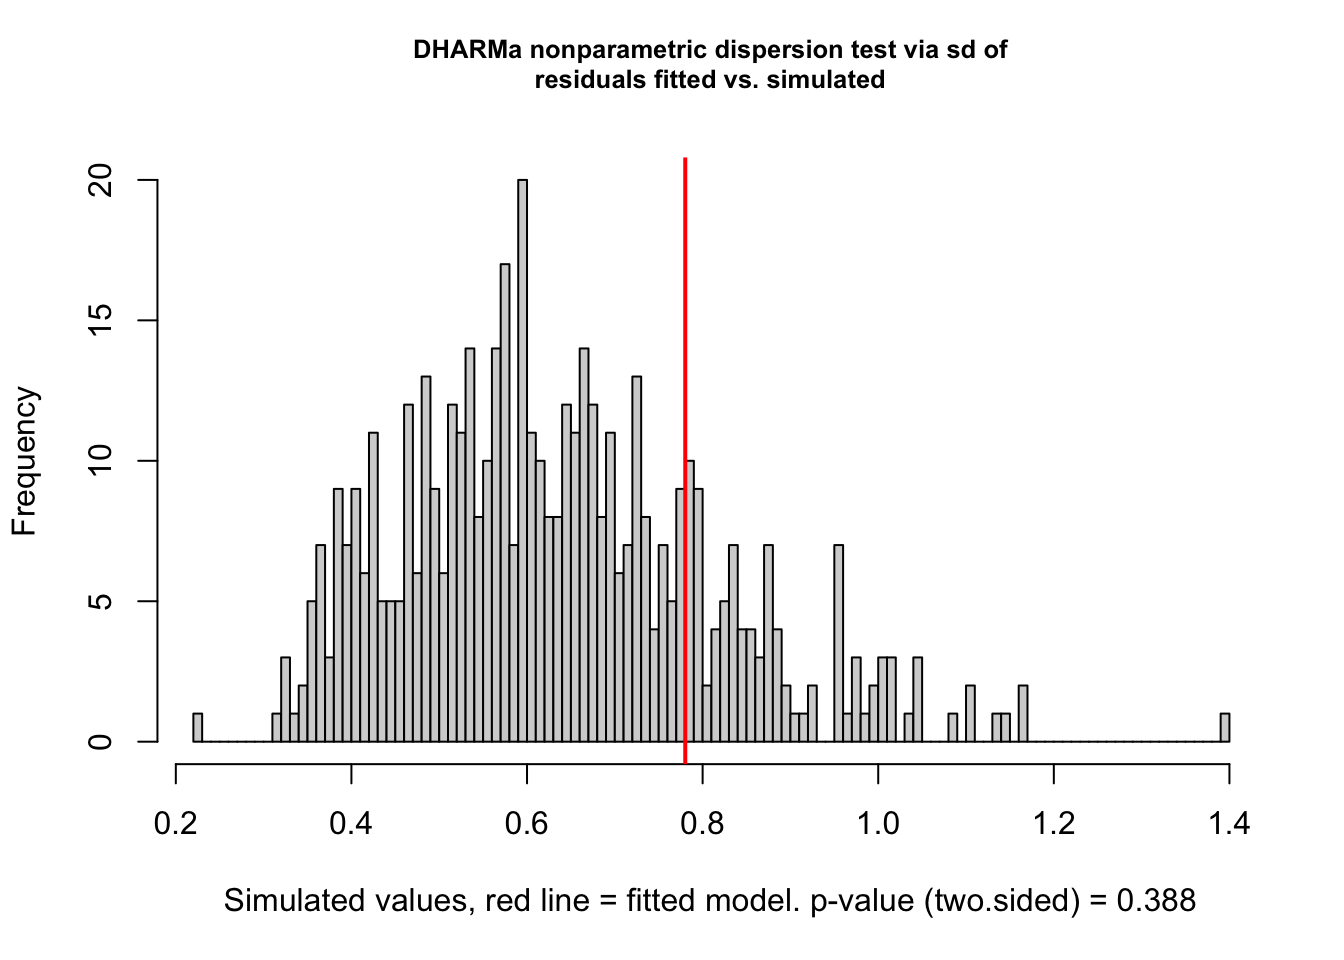 DHARMa nonparametric dispersion test via sd of
residuals fitted vs. simulated
Frequency
20
15
10
5
0
0.2 0.4 0.6 0.8 1.0 1.2 1.4
Simulated values, red line = fitted model. p-value (two.sided) = 0.388